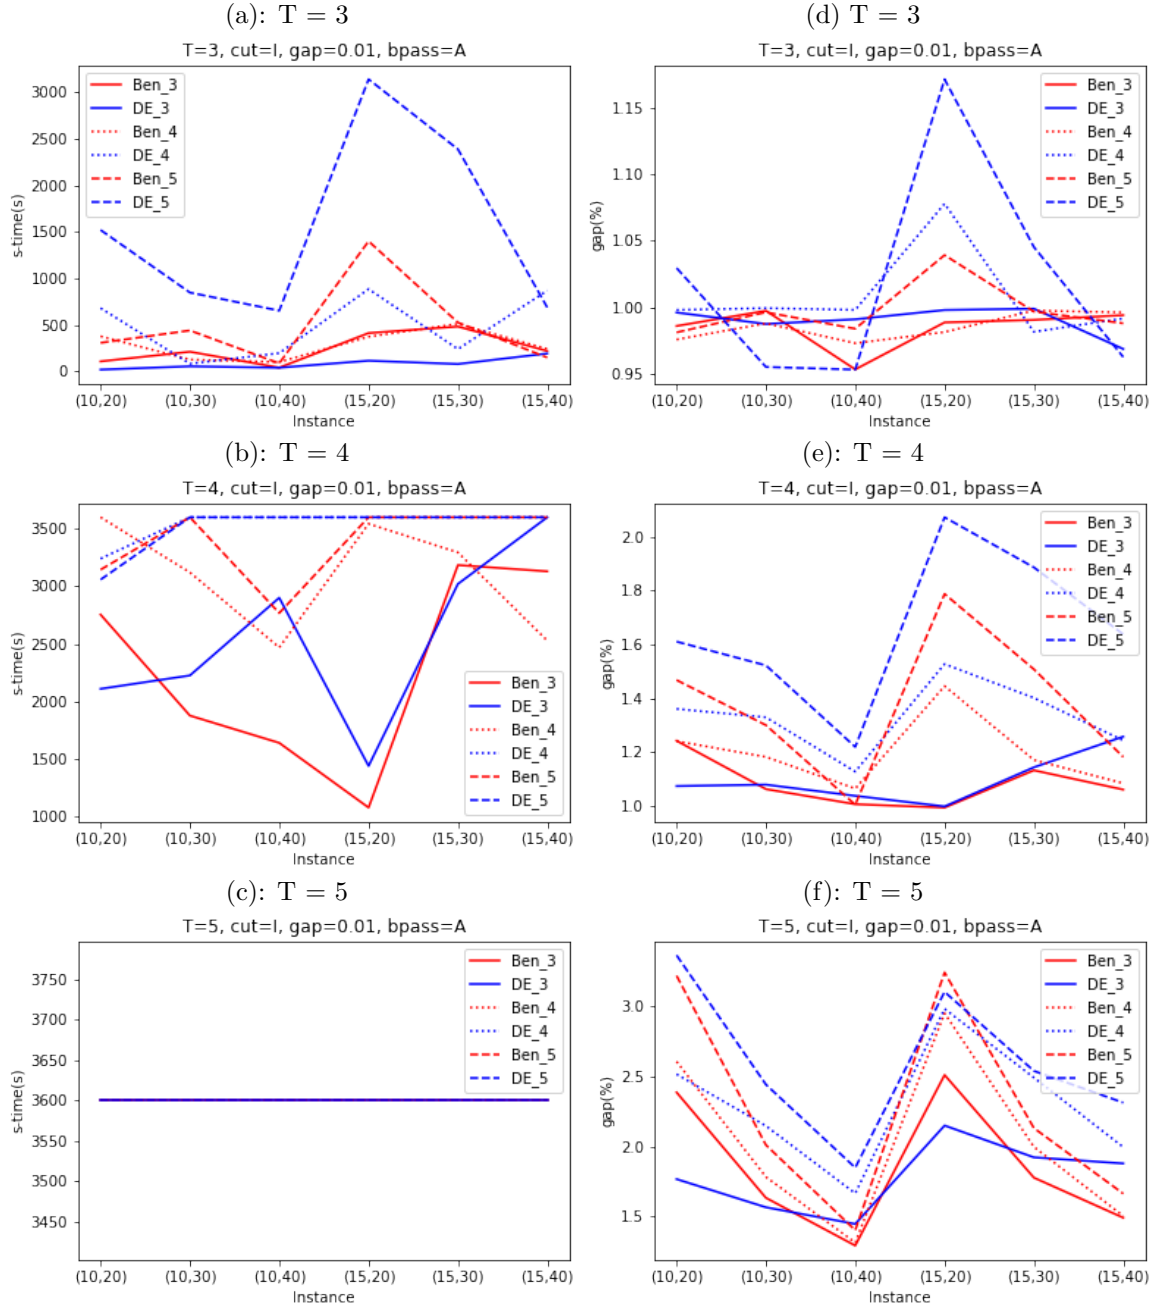 (a): T = 3
T=3, cut=I, gap=0.01, bpass=A
s-time(s)
3000
2500
2000
1500
1000
500
0
Ben_3
DE_3
Ben_4
DE_4
Ben_5
DE_5
(10,20) (10,30) (10,40) (15,20) (15,30) (15,40)
Instance
(d) T = 3
T=3, cut=I, gap=0.01, bpass=A
gap(%)
1.15
1.10
1.05
1.00
0.95
Ben_3
DE_3
Ben_4
DE_4
Ben_5
DE_5
(10,20) (10,30) (10,40) (15,20) (15,30) (15,40)
Instance
(b): T = 4
T=4, cut=I, gap=0.01, bpass=A
s-time(s)
3500
3000
2500
2000
1500
1000
Ben_3
DE_3
Ben_4
DE_4
Ben_5
DE_5
(10,20) (10,30) (10,40) (15,20) (15,30) (15,40)
Instance
(e): T = 4
T=4, cut=I, gap=0.01, bpass=A
gap(%)
2.0
1.8
1.6
1.4
1.2
1.0
Ben_3
DE_3
Ben_4
DE_4
Ben_5
DE_5
(10,20) (10,30) (10,40) (15,20) (15,30) (15,40)
Instance
(c): T = 5
T=5, cut=I, gap=0.01, bpass=A
s-time(s)
3750
3700
3650
3600
3550
3500
3450
Ben_3
DE_3
Ben_4
DE_4
Ben_5
DE_5
(10,20) (10,30) (10,40) (15,20) (15,30) (15,40)
Instance
(f): T = 5
T=5, cut=I, gap=0.01, bpass=A
gap(%)
3.0
2.5
2.0
1.5
Ben_3
DE_3
Ben_4
DE_4
Ben_5
DE_5
(10,20) (10,30) (10,40) (15,20) (15,30) (15,40)
Instance